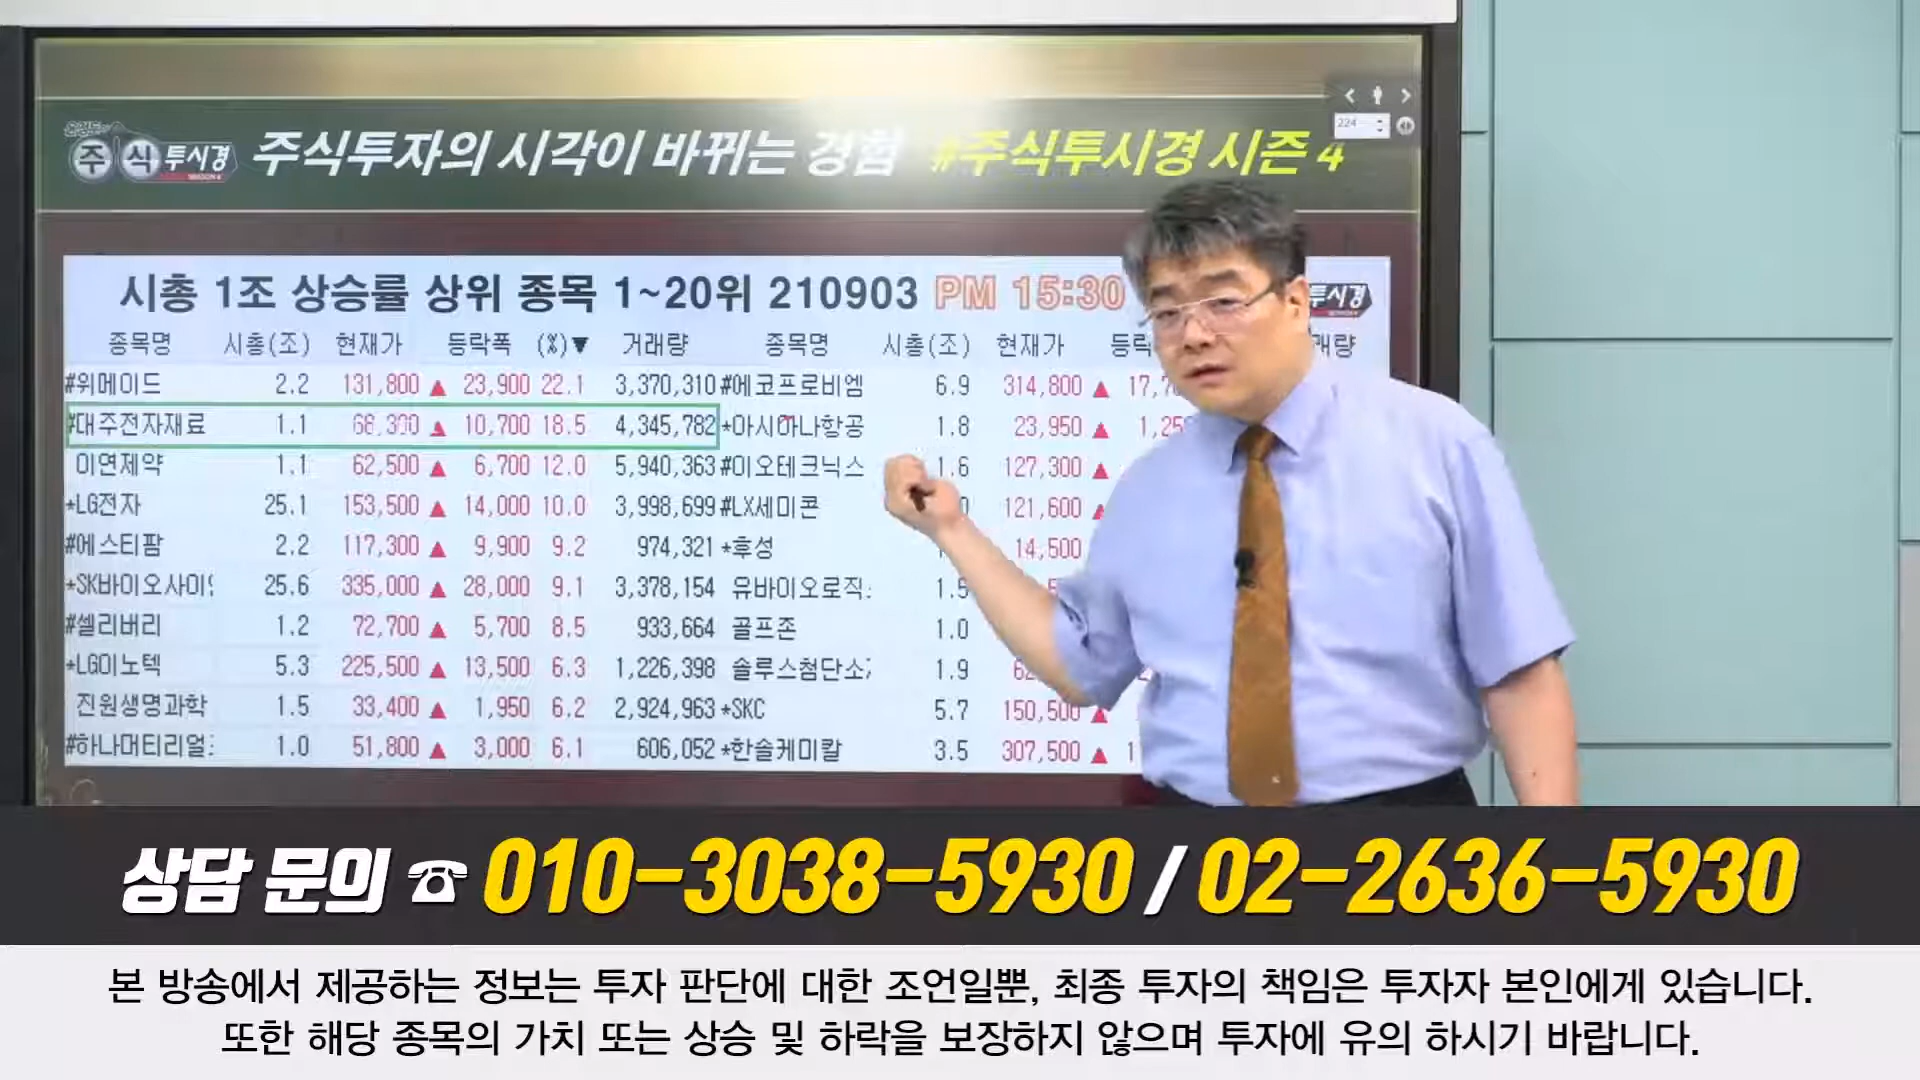 주식투시경 주식투자의 시각이 바뀌는 경험 #주식투시경 시즌 4
224
시총 1조 상승률 상위 종목 1~20위 210903 PM 15:30 투시경
종목명 시총(조) 현재가 등락폭 (%)▼ 거래량 종목명 시총(조) 현재가 등락
#위메이드 2.2 131,800 ▲ 23,900 22.1 3,370,310 #에코프로비엠 6.9 314,800 ▲
#대주전자재료 1.1 68,300 ▲ 10,700 18.5 4,345,782 *아시아나항공 1.8 23,950 ▲
이연제약 1.1 62,500 ▲ 6,700 12.0 5,940,363 #이오테크닉스 1.6 127,300 ▲
*LG전자 25.1 153,500 ▲ 14,000 10.0 3,998,699 #LX세미콘 121,600 ▲
#에스티팜 2.2 117,300 ▲ 9,900 9.2 974,321 *후성 14,500
*SK바이오사이 25.6 335,000 ▲ 28,000 9.1 3,378,154 유바이오로직 1.5
#셀리버리 1.2 72,700 ▲ 5,700 8.5 933,664 골프존 1.0
*LG이노텍 5.3 225,500 ▲ 13,500 6.3 1,226,398 솔루스첨단소 1.9
진원생명과학 1.5 33,400 ▲ 1,950 6.2 2,924,963 *SKC 5.7 150,500 ▲
#하나머티리얼 1.0 51,800 ▲ 3,000 6.1 606,052 *한솔케미칼 3.5 307,500 ▲
상담 문의 ☎ 010-3038-5930 / 02-2636-5930
본 방송에서 제공하는 정보는 투자 판단에 대한 조언일뿐, 최종 투자의 책임은 투자자 본인에게 있습니다.
또한 해당 종목의 가치 또는 상승 및 하락을 보장하지 않으며 투자에 유의 하시기 바랍니다.